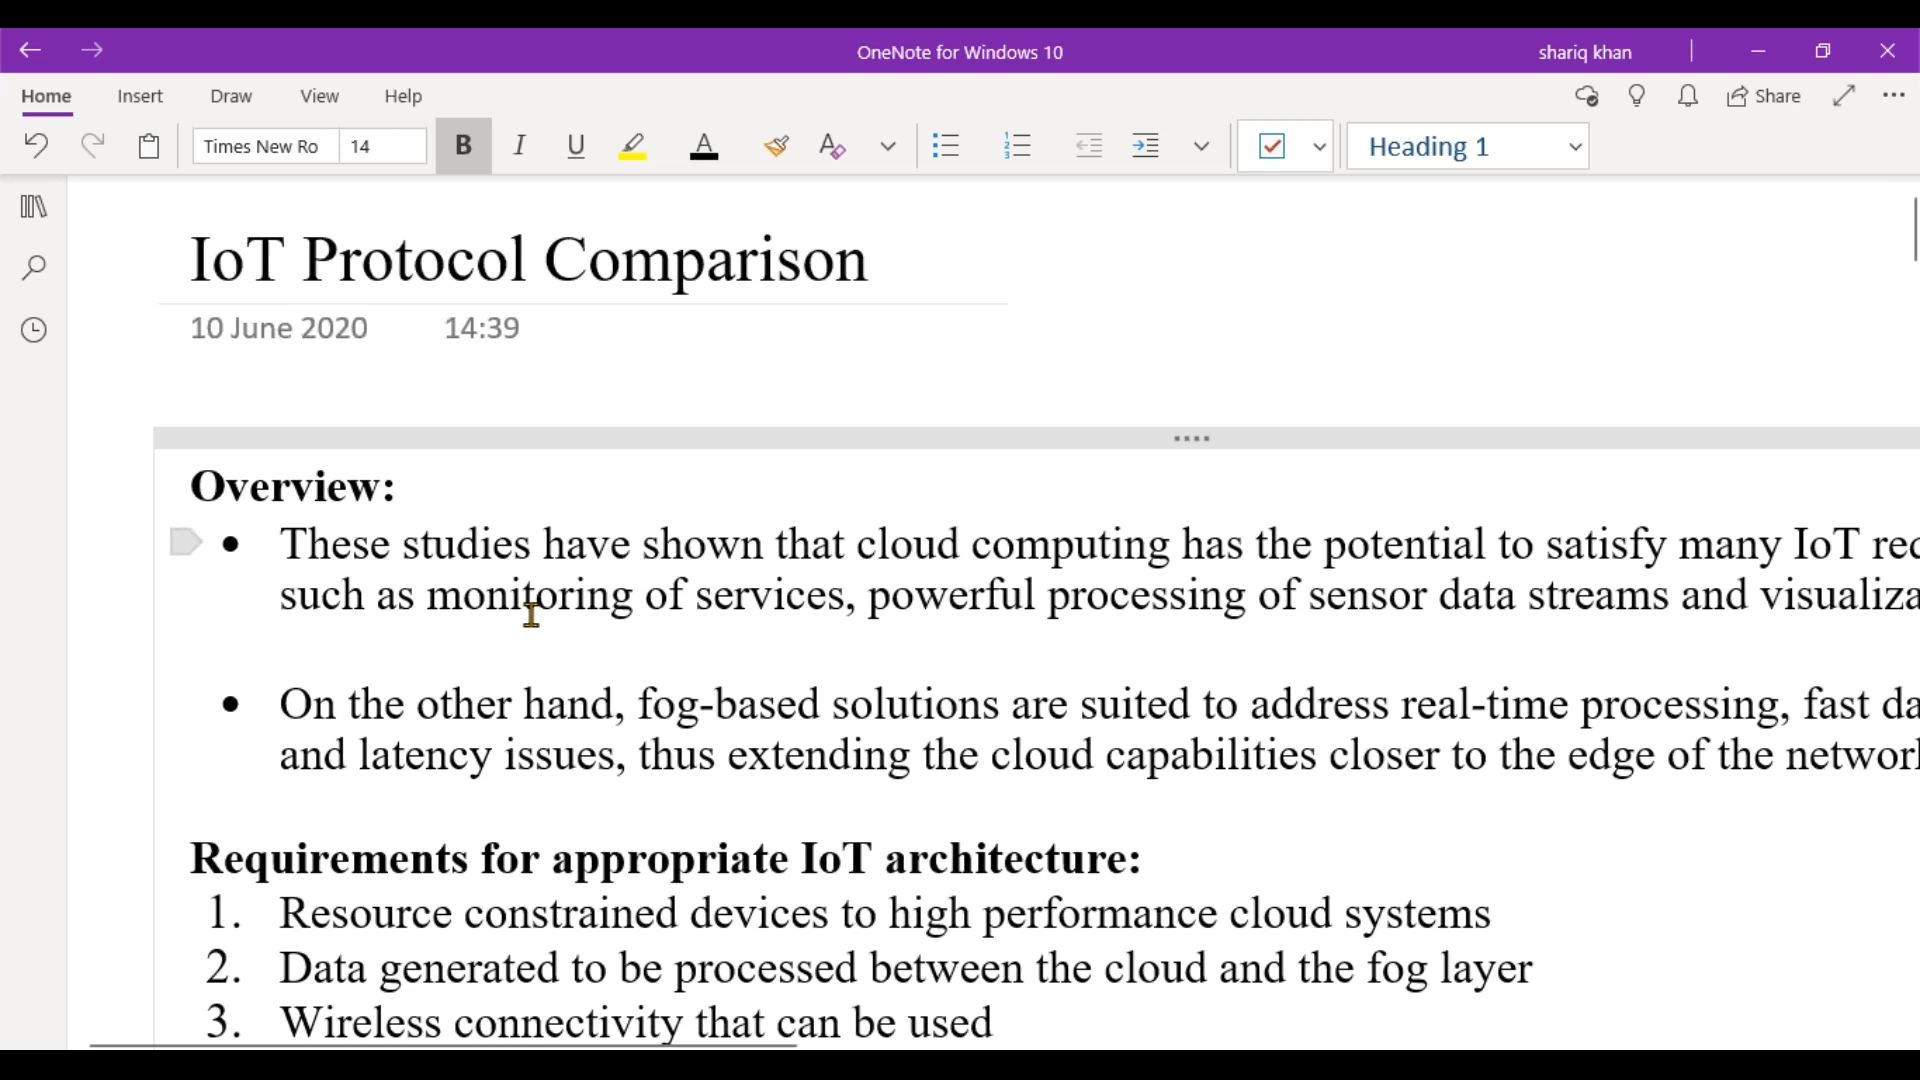 OneNote for Windows 10
shariq khan
Home Insert Draw View Help
Share
Times New Ro 14 B I U A A Heading 1
IoT Protocol Comparison
10 June 2020 14:39
Overview:
• These studies have shown that cloud computing has the potential to satisfy many IoT
such as monitoring of services, powerful processing of sensor data streams and
• On the other hand, fog-based solutions are suited to address real-time processing, fast
and latency issues, thus extending the cloud capabilities closer to the edge of the
Requirements for appropriate IoT architecture:
1. Resource constrained devices to high performance cloud systems
2. Data generated to be processed between the cloud and the fog layer
3. Wireless connectivity that can be used